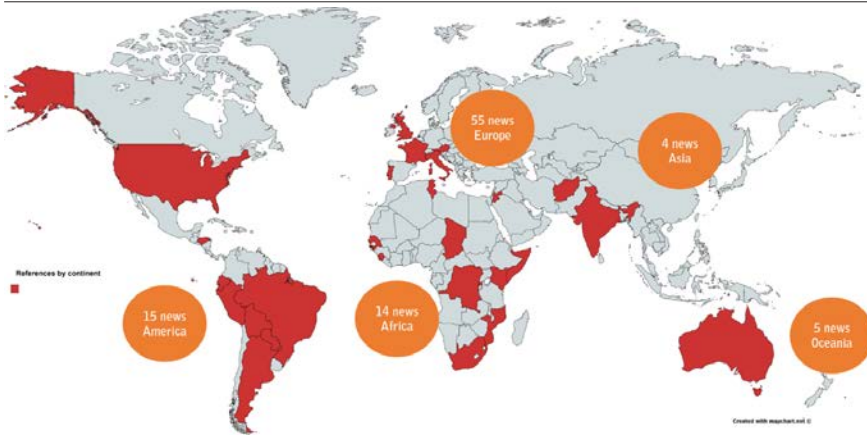 55 news
Europe
4 news
Asia
References by continent
15 news
America
14 news
Africa
5 news
Oceania
Created with mapchart.net ©